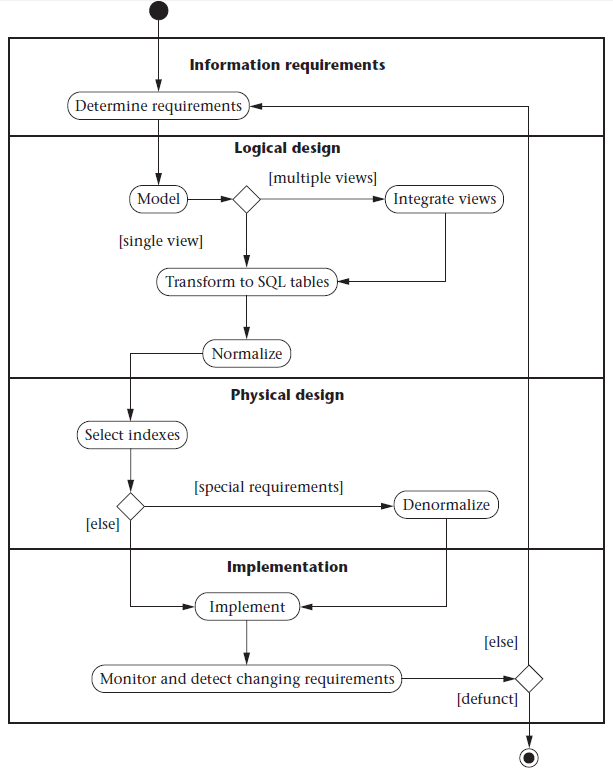 Information requirements
Determine requirements
Logical design
[multiple views]
Model
Integrate views
[single view]
Transform to SQL tables
Normalize
Physical design
Select indexes
[special requirements]
Denormalize
[else]
Implementation
Implement
[else]
Monitor and detect changing requirements
[defunct]